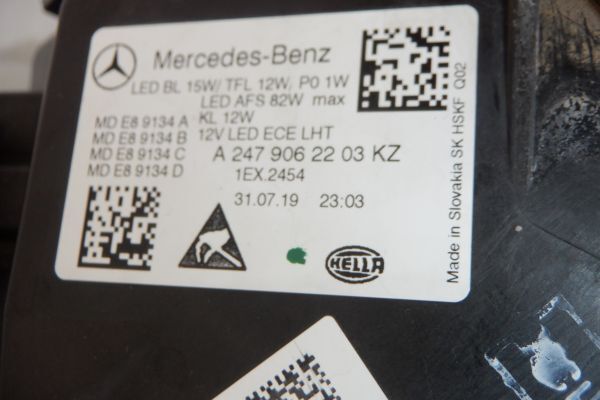 Mercedes-Benz
LED BL 15W/ TFL 12W, P0 1W
LED AFS 82W max
KL 12W
12V LED ECE LHT
MD E8 9134 A
MD E8 9134 B
MD E8 9134 C
MD E8 9134 D
A 247 906 22 03 KZ
1EX.2454
31.07.19 23:03
HELLA
Made in Slovakia SK HSKF Q02